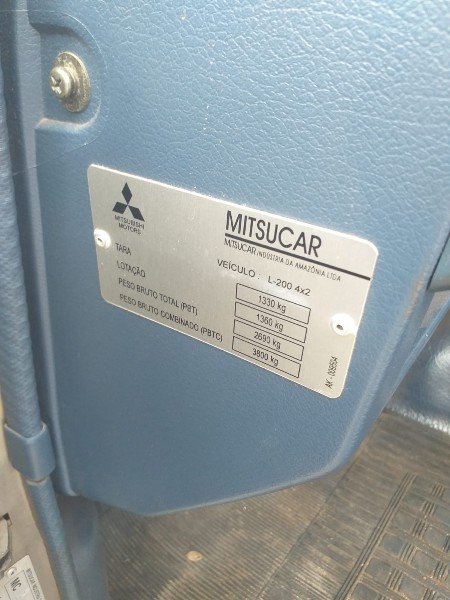 MITSUBISHI
MOTORS
MITSUCAR
MITSUCAR INDÚSTRIA DA AMAZÔNIA LTDA
VEÍCULO : L-200 4x2
TARA 1330 kg
LOTAÇÃO 1360 kg
PESO BRUTO TOTAL (PBT) 2690 kg
PESO BRUTO COMBINADO (PBTC) 3800 kg
MC